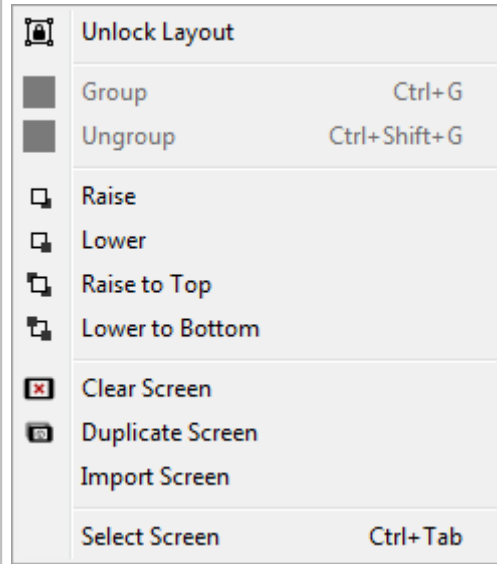 Unlock Layout
Group Ctrl+G
Ungroup Ctrl+Shift+G
Raise
Lower
Raise to Top
Lower to Bottom
Clear Screen
Duplicate Screen
Import Screen
Select Screen Ctrl+Tab